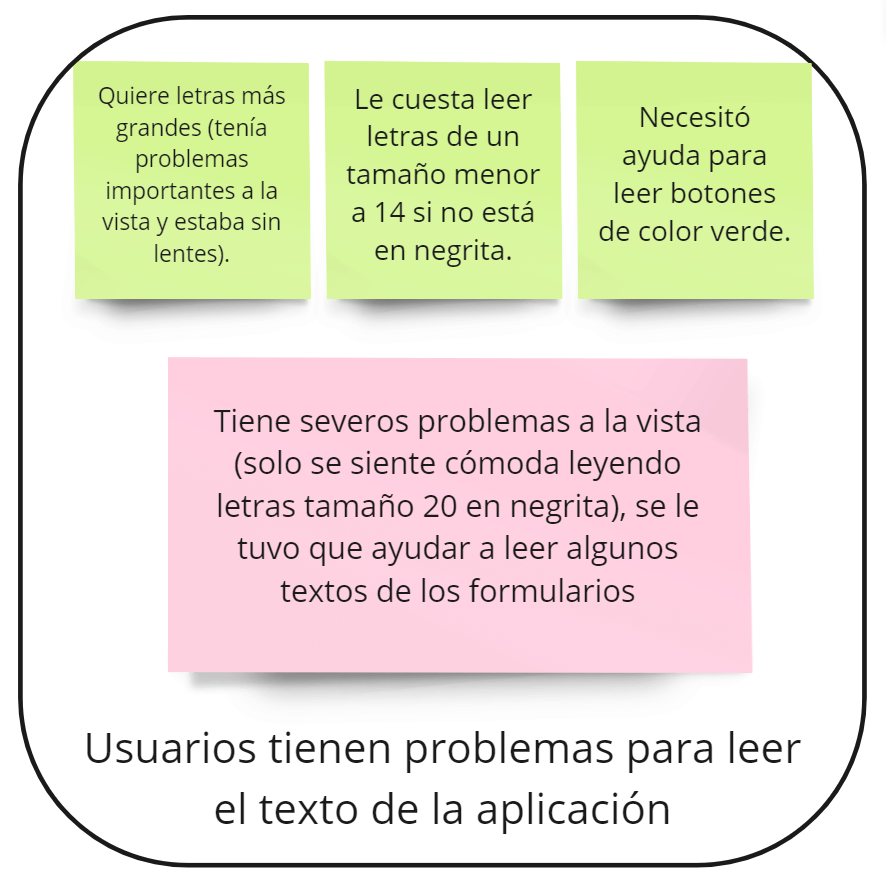 Quiere letras más
grandes (tenía
problemas
importantes a la
vista y estaba sin
lentes).
Le cuesta leer
letras de un
tamaño menor
a 14 si no está
en negrita.
Necesitó
ayuda para
leer botones
de color verde.
Tiene severos problemas a la vista
(solo se siente cómoda leyendo
letras tamaño 20 en negrita), se le
tuvo que ayudar a leer algunos
textos de los formularios
Usuarios tienen problemas para leer
el texto de la aplicación